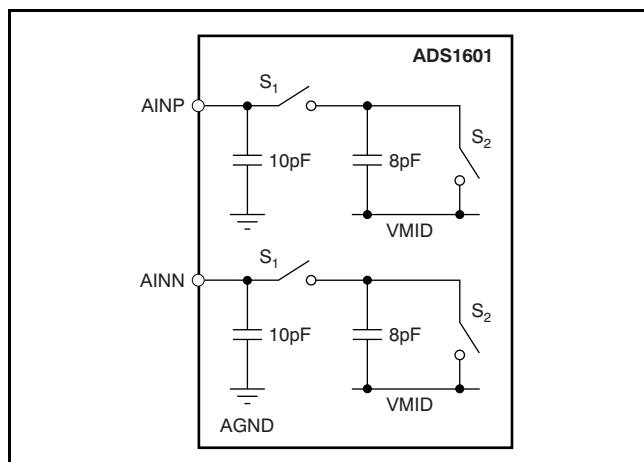 ADS1601
S1
AINP
S2
10pF
8pF
VMID
S1
AINN
S2
10pF
8pF
VMID
AGND